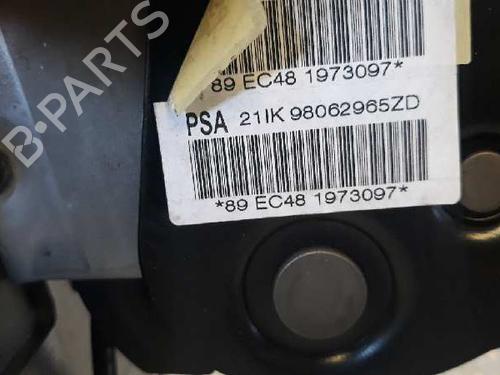 B-PARTS
89 EC48 1973097*
PSA 21IK 98062965ZD
*89 EC48 1973097*